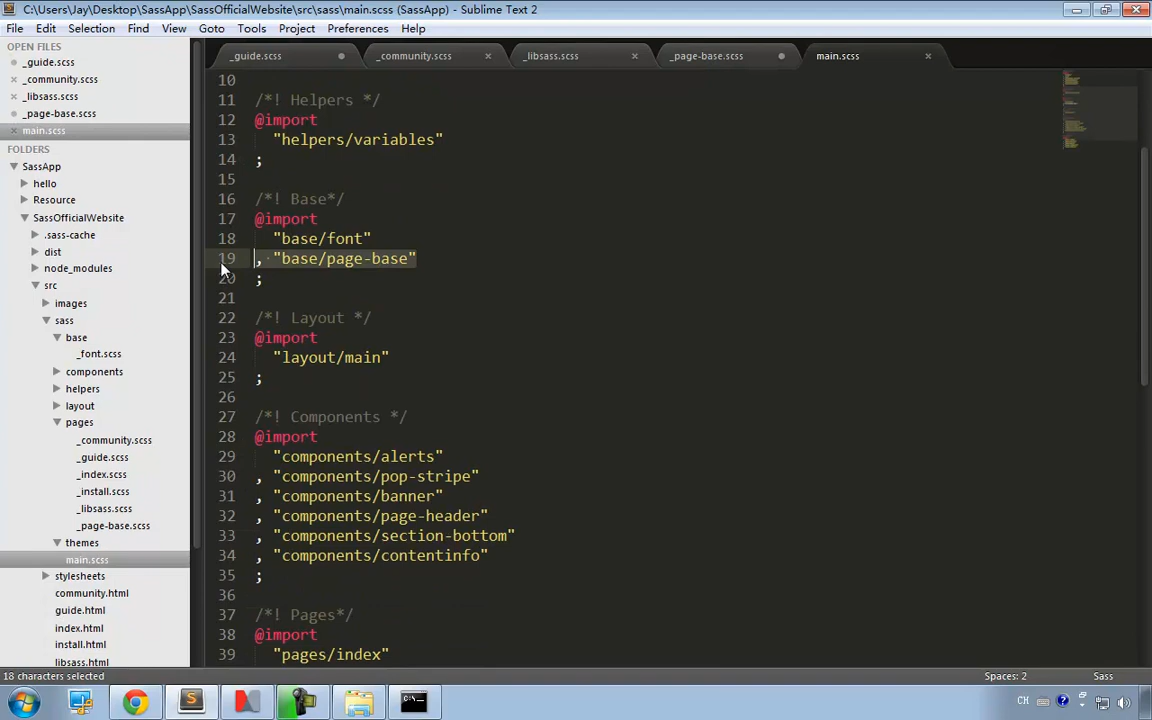 C:\Users\Jay\Desktop\SassApp\SassOfficialWebsite\src\sass\main.scss (SassApp) - Sublime Text 2
File Edit Selection Find View Goto Tools Project Preferences Help
OPEN FILES
_guide.scss
_community.scss
_libsass.scss
_page-base.scss
main.scss
FOLDERS
SassApp
hello
Resource
SassOfficialWebsite
.sass-cache
dist
node_modules
src
images
sass
base
_font.scss
components
helpers
layout
pages
_community.scss
_guide.scss
_index.scss
_install.scss
_libsass.scss
_page-base.scss
themes
main.scss
stylesheets
community.html
guide.html
index.html
install.html
libsass.html
_guide.scss _community.scss _libsass.scss _page-base.scss main.scss
10
11 /*! Helpers */
12 @import
13 "helpers/variables"
14 ;
15
16 /*! Base*/
17 @import
18 "base/font"
19 , "base/page-base"
20 ;
21
22 /*! Layout */
23 @import
24 "layout/main"
25 ;
26
27 /*! Components */
28 @import
29 "components/alerts"
30 , "components/pop-stripe"
31 , "components/banner"
32 , "components/page-header"
33 , "components/section-bottom"
34 , "components/contentinfo"
35 ;
36
37 /*! Pages*/
38 @import
39 "pages/index"
18 characters selected Spaces: 2 Sass
CH